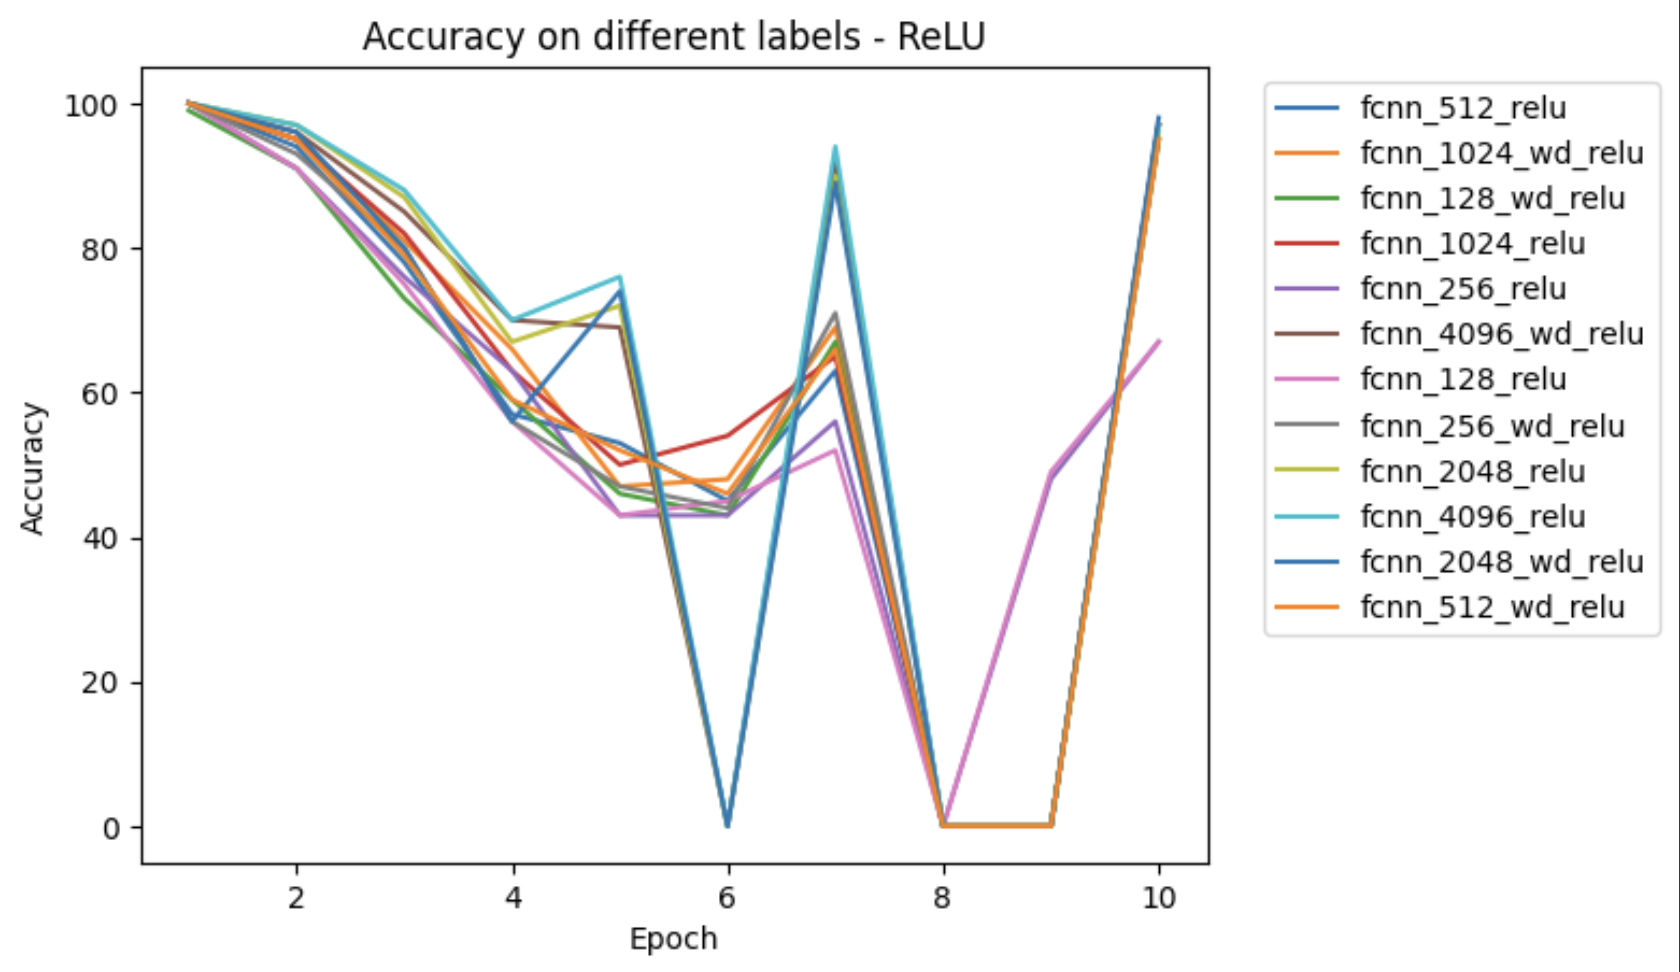 Accuracy on different labels - ReLU
Accuracy
100
80
60
40
20
0
2
4
6
8
10
Epoch
fcnn_512_relu
fcnn_1024_wd_relu
fcnn_128_wd_relu
fcnn_1024_relu
fcnn_256_relu
fcnn_4096_wd_relu
fcnn_128_relu
fcnn_256_wd_relu
fcnn_2048_relu
fcnn_4096_relu
fcnn_2048_wd_relu
fcnn_512_wd_relu